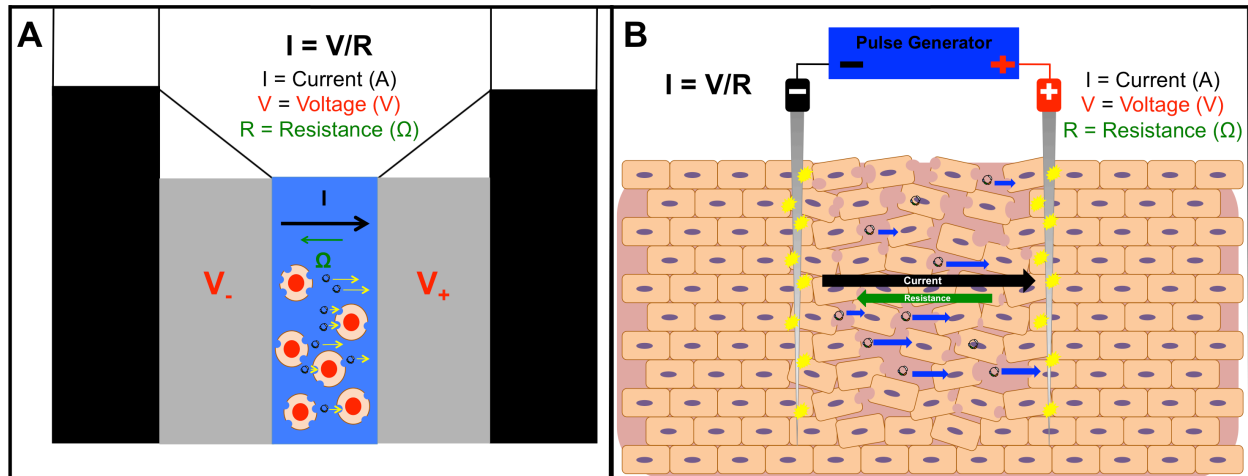 A
I = V/R
I = Current (A)
V = Voltage (V)
R = Resistance (Ω)
I
Ω
V-
V+
B
Pulse Generator
− +
I = V/R
− +
I = Current (A)
V = Voltage (V)
R = Resistance (Ω)
Current
Resistance